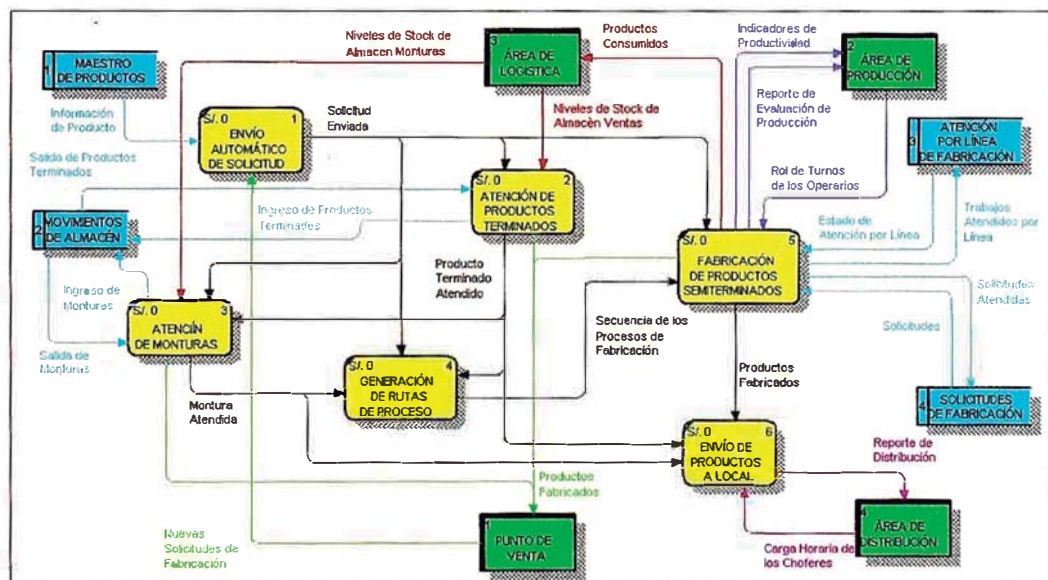 Niveles de Stock de
Almacen Monturas
Productos
Consumidos
Indicadores de
Productividad
1
MAESTRO
DE PRODUCTOS
3
ÁREA DE
LOGISTICA
2
ÁREA DE
PRODUCCIÓN
Información
de Producto
Solicitud
Enviada
S/. 0 1
ENVÍO
AUTOMÁTICO
DE SOLICITUD
Niveles de Stock de
Almacén Ventas
Reporte de
Evaluación de
Producción
3
ATENCIÓN
POR LÍNEA
DE FABRICACIÓN
Salida de Productos
Terminados
S/. 0 2
ATENCIÓN DE
PRODUCTOS
TERMINADOS
Rol de Turnos
de los Operarios
Ingreso de Productos
Terminados
2
MOVIMIENTOS
DE ALMACÉN
Estado de
Atención por Línea
Trabajos
Atendidos por
Línea
S/. 0 5
FABRICACIÓN
DE PRODUCTOS
SEMITERMINADOS
Producto
Terminado
Atendido
Ingreso de
Monturas
Solicitudes
Atendidas
S/. 0 3
ATENCIN
DE MONTURAS
Secuencia de los
Procesos de
Fabricación
Solicitudes
Salida de
Monturas
S/. 0 4
GENERACIÓN
DE RUTAS
DE PROCESO
Productos
Fabricados
4
SOLICITUDES
DE FABRICACIÓN
Montura
Atendida
S/. 0 6
ENVÍO DE
PRODUCTOS
A LOCAL
Reporte de
Distribución
Productos
Fabricados
Nuevas
Solicitudes de
Fabricación
1
PUNTO DE
VENTA
4
ÁREA DE
DISTRIBUCIÓN
Carga Horaria de
los Choferes